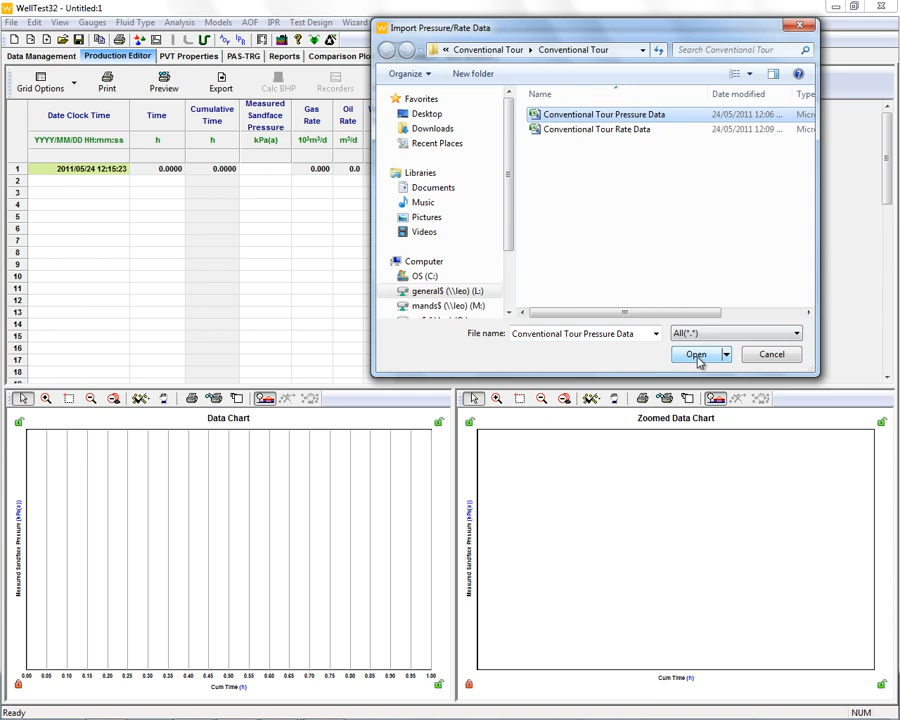 WellTest32 - Untitled:1
File Edit View Gauges Fluid Type Analysis Models AOF IPR Test Design Wizard
Data Management Production Editor PVT Properties PAS-TRG Reports Comparison Plo
Grid Options Print Preview Export Calc BHP Recorders
Date Clock Time Time Cumulative Time Measured Sandface Pressure Gas Rate Oil Rate
YYYY/MM/DD HH:mm:ss h h kPa(a) 10³m³/d m³/d
1 2011/05/24 12:15:23 0.0000 0.0000 0.000 0.0
2
3
4
5
6
7
8
9
10
11
12
13
14
15
16
17
18
Import Pressure/Rate Data
« Conventional Tour Conventional Tour Search Conventional Tour
Organize New folder
Name Date modified Type
Favorites
Desktop
Downloads
Recent Places
Libraries
Documents
Music
Pictures
Videos
Computer
OS (C:)
general$ (\\leo) (L:)
mands$ (\\leo) (M:)
Conventional Tour Pressure Data 24/05/2011 12:06 ... Micro
Conventional Tour Rate Data 24/05/2011 12:09 ... Micro
File name: Conventional Tour Pressure Data All(*.*)
Open Cancel
Data Chart
Measured Sandface Pressure (kPa(a))
0.00 0.05 0.10 0.15 0.20 0.25 0.30 0.35 0.40 0.45 0.50 0.55 0.60 0.65 0.70 0.75 0.80 0.85 0.90 0.95 1.00
Cum Time (h)
Zoomed Data Chart
Measured Sandface Pressure (kPa(a))
Cum Time (h)
Ready NUM